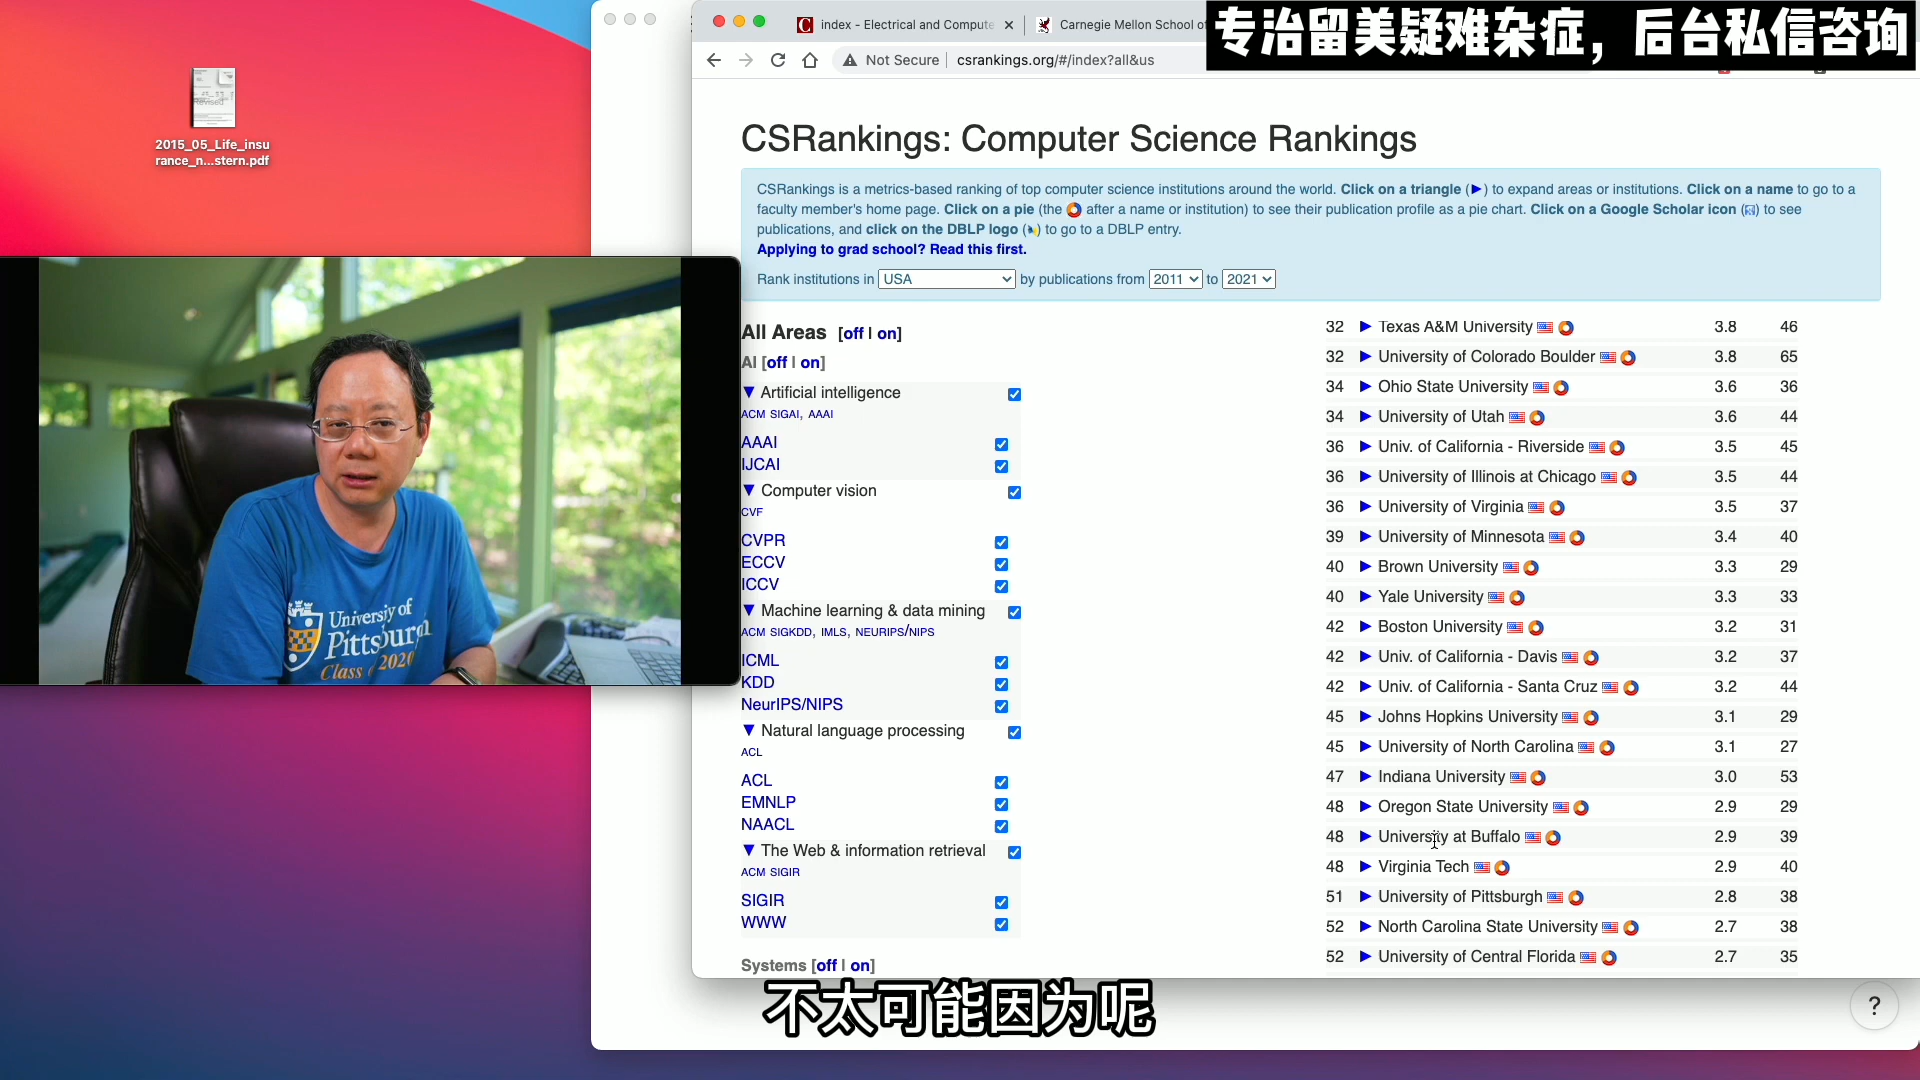 index - Electrical and Compute
Carnegie Mellon School of
专治留美疑难杂症，后台私信咨询
Not Secure
csrankings.org/#/index?all&us
2015_05_Life_insu
rance_n...stern.pdf
CSRankings: Computer Science Rankings
CSRankings is a metrics-based ranking of top computer science institutions around the world. Click on a triangle (►) to expand areas or institutions. Click on a name to go to a
faculty member's home page. Click on a pie (the after a name or institution) to see their publication profile as a pie chart. Click on a Google Scholar icon () to see
publications, and click on the DBLP logo () to go to a DBLP entry.
Applying to grad school? Read this first.
Rank institutions in USA by publications from 2011 to 2021
All Areas [off | on]
AI [off | on]
▼ Artificial intelligence
ACM SIGAI, AAAI
AAAI
IJCAI
▼ Computer vision
CVF
CVPR
ECCV
ICCV
▼ Machine learning & data mining
ACM SIGKDD, IMLS, NEURIPS/NIPS
ICML
KDD
NeurIPS/NIPS
▼ Natural language processing
ACL
ACL
EMNLP
NAACL
▼ The Web & information retrieval
ACM SIGIR
SIGIR
WWW
Systems [off | on]
32 ► Texas A&M University 3.8 46
32 ► University of Colorado Boulder 3.8 65
34 ► Ohio State University 3.6 36
34 ► University of Utah 3.6 44
36 ► Univ. of California - Riverside 3.5 45
36 ► University of Illinois at Chicago 3.5 44
36 ► University of Virginia 3.5 37
39 ► University of Minnesota 3.4 40
40 ► Brown University 3.3 29
40 ► Yale University 3.3 33
42 ► Boston University 3.2 31
42 ► Univ. of California - Davis 3.2 37
42 ► Univ. of California - Santa Cruz 3.2 44
45 ► Johns Hopkins University 3.1 29
45 ► University of North Carolina 3.1 27
47 ► Indiana University 3.0 53
48 ► Oregon State University 2.9 29
48 ► University at Buffalo 2.9 39
48 ► Virginia Tech 2.9 40
51 ► University of Pittsburgh 2.8 38
52 ► North Carolina State University 2.7 38
52 ► University of Central Florida 2.7 35
University of
Pittsburgh
Class of 2020
不太可能因为呢
?